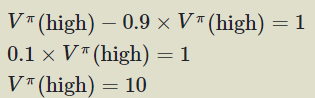 V^π(high) − 0.9 × V^π(high) = 1
0.1 × V^π(high) = 1
V^π(high) = 10